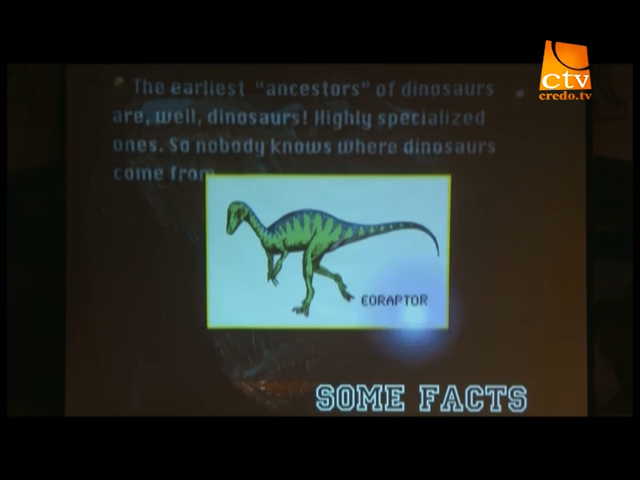 ctv
credo.tv
The earliest "ancestors" of dinosaurs
are, well, dinosaurs! Highly specialized
ones. So nobody knows where dinosaurs
come from
EORAPTOR
SOME FACTS